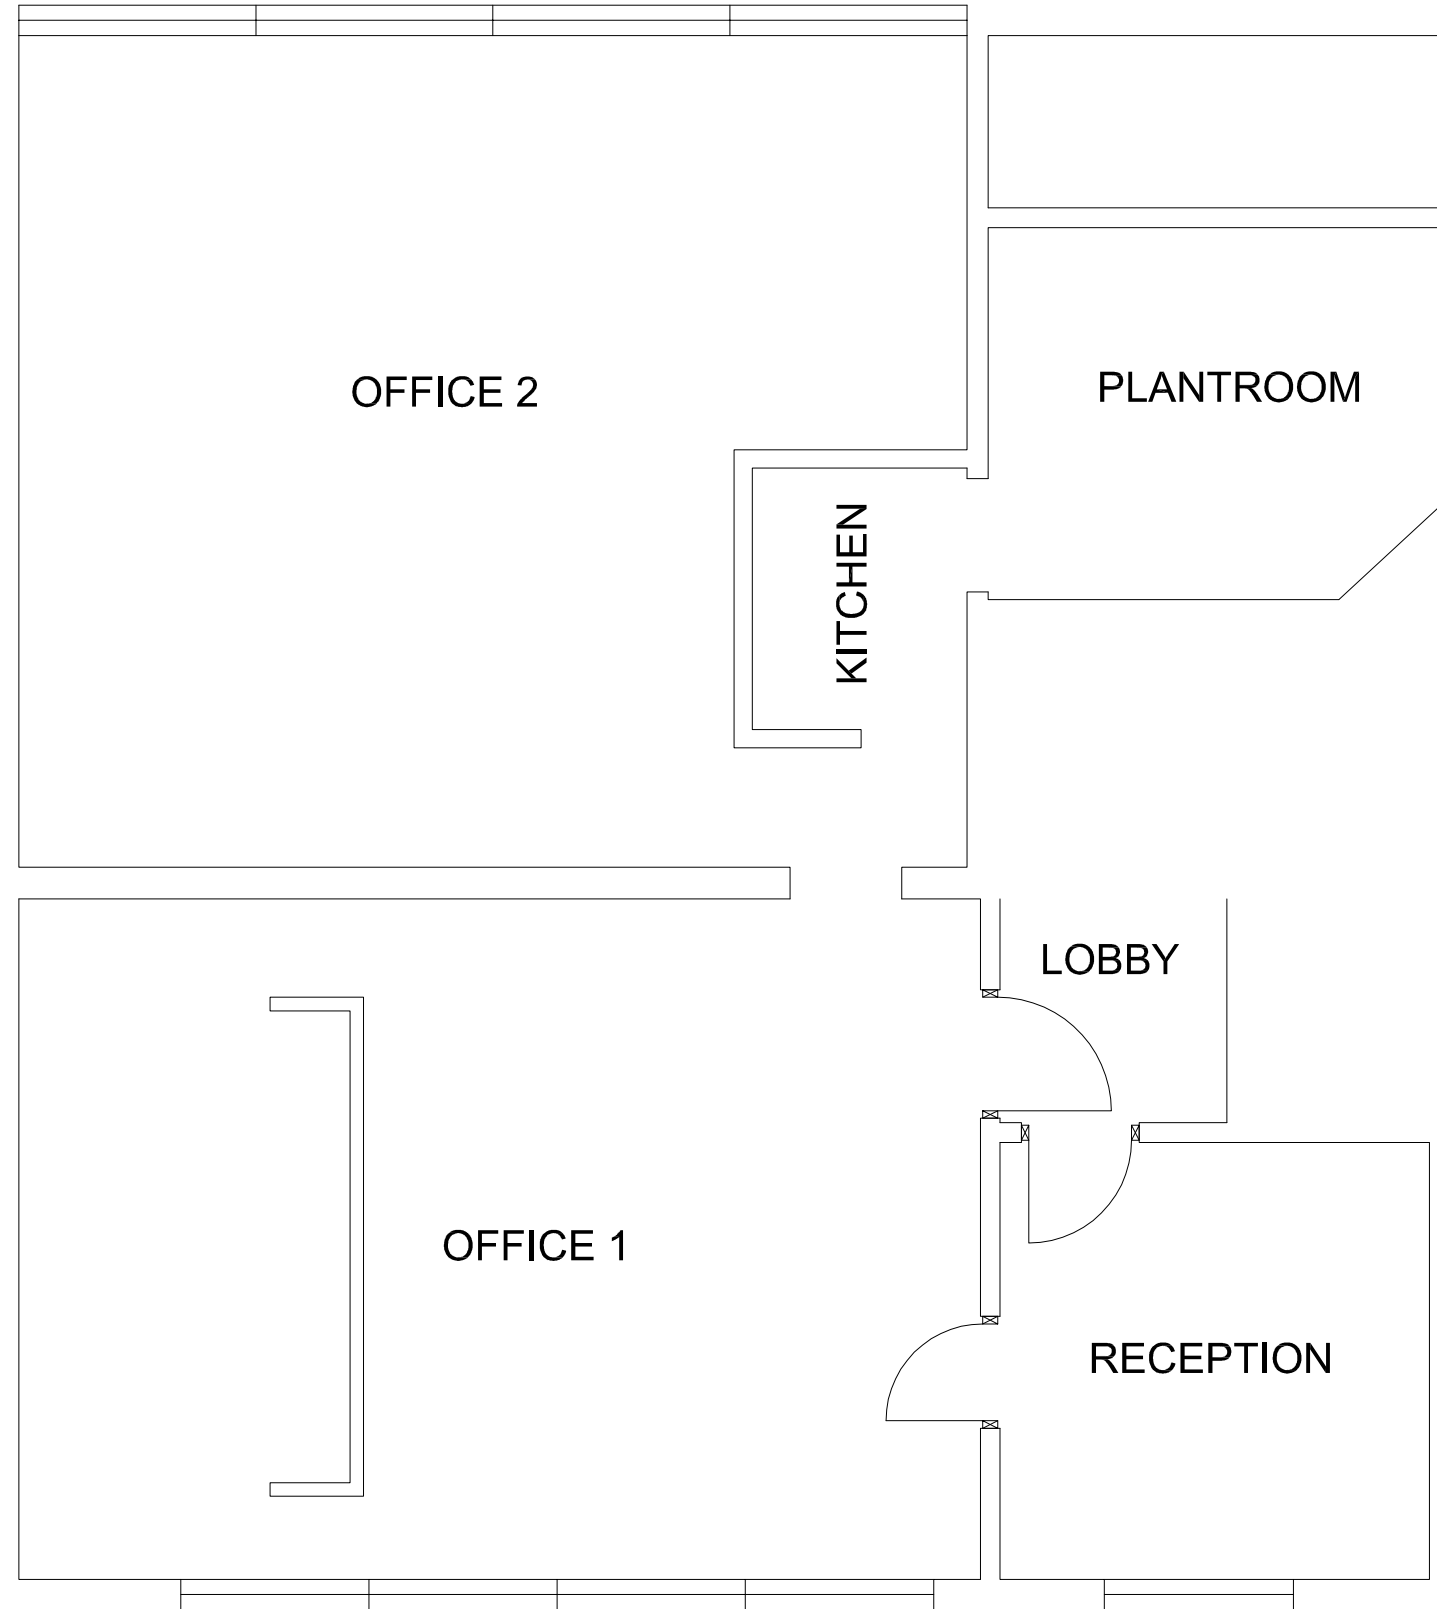 OFFICE 2
PLANTROOM
KITCHEN
LOBBY
OFFICE 1
RECEPTION